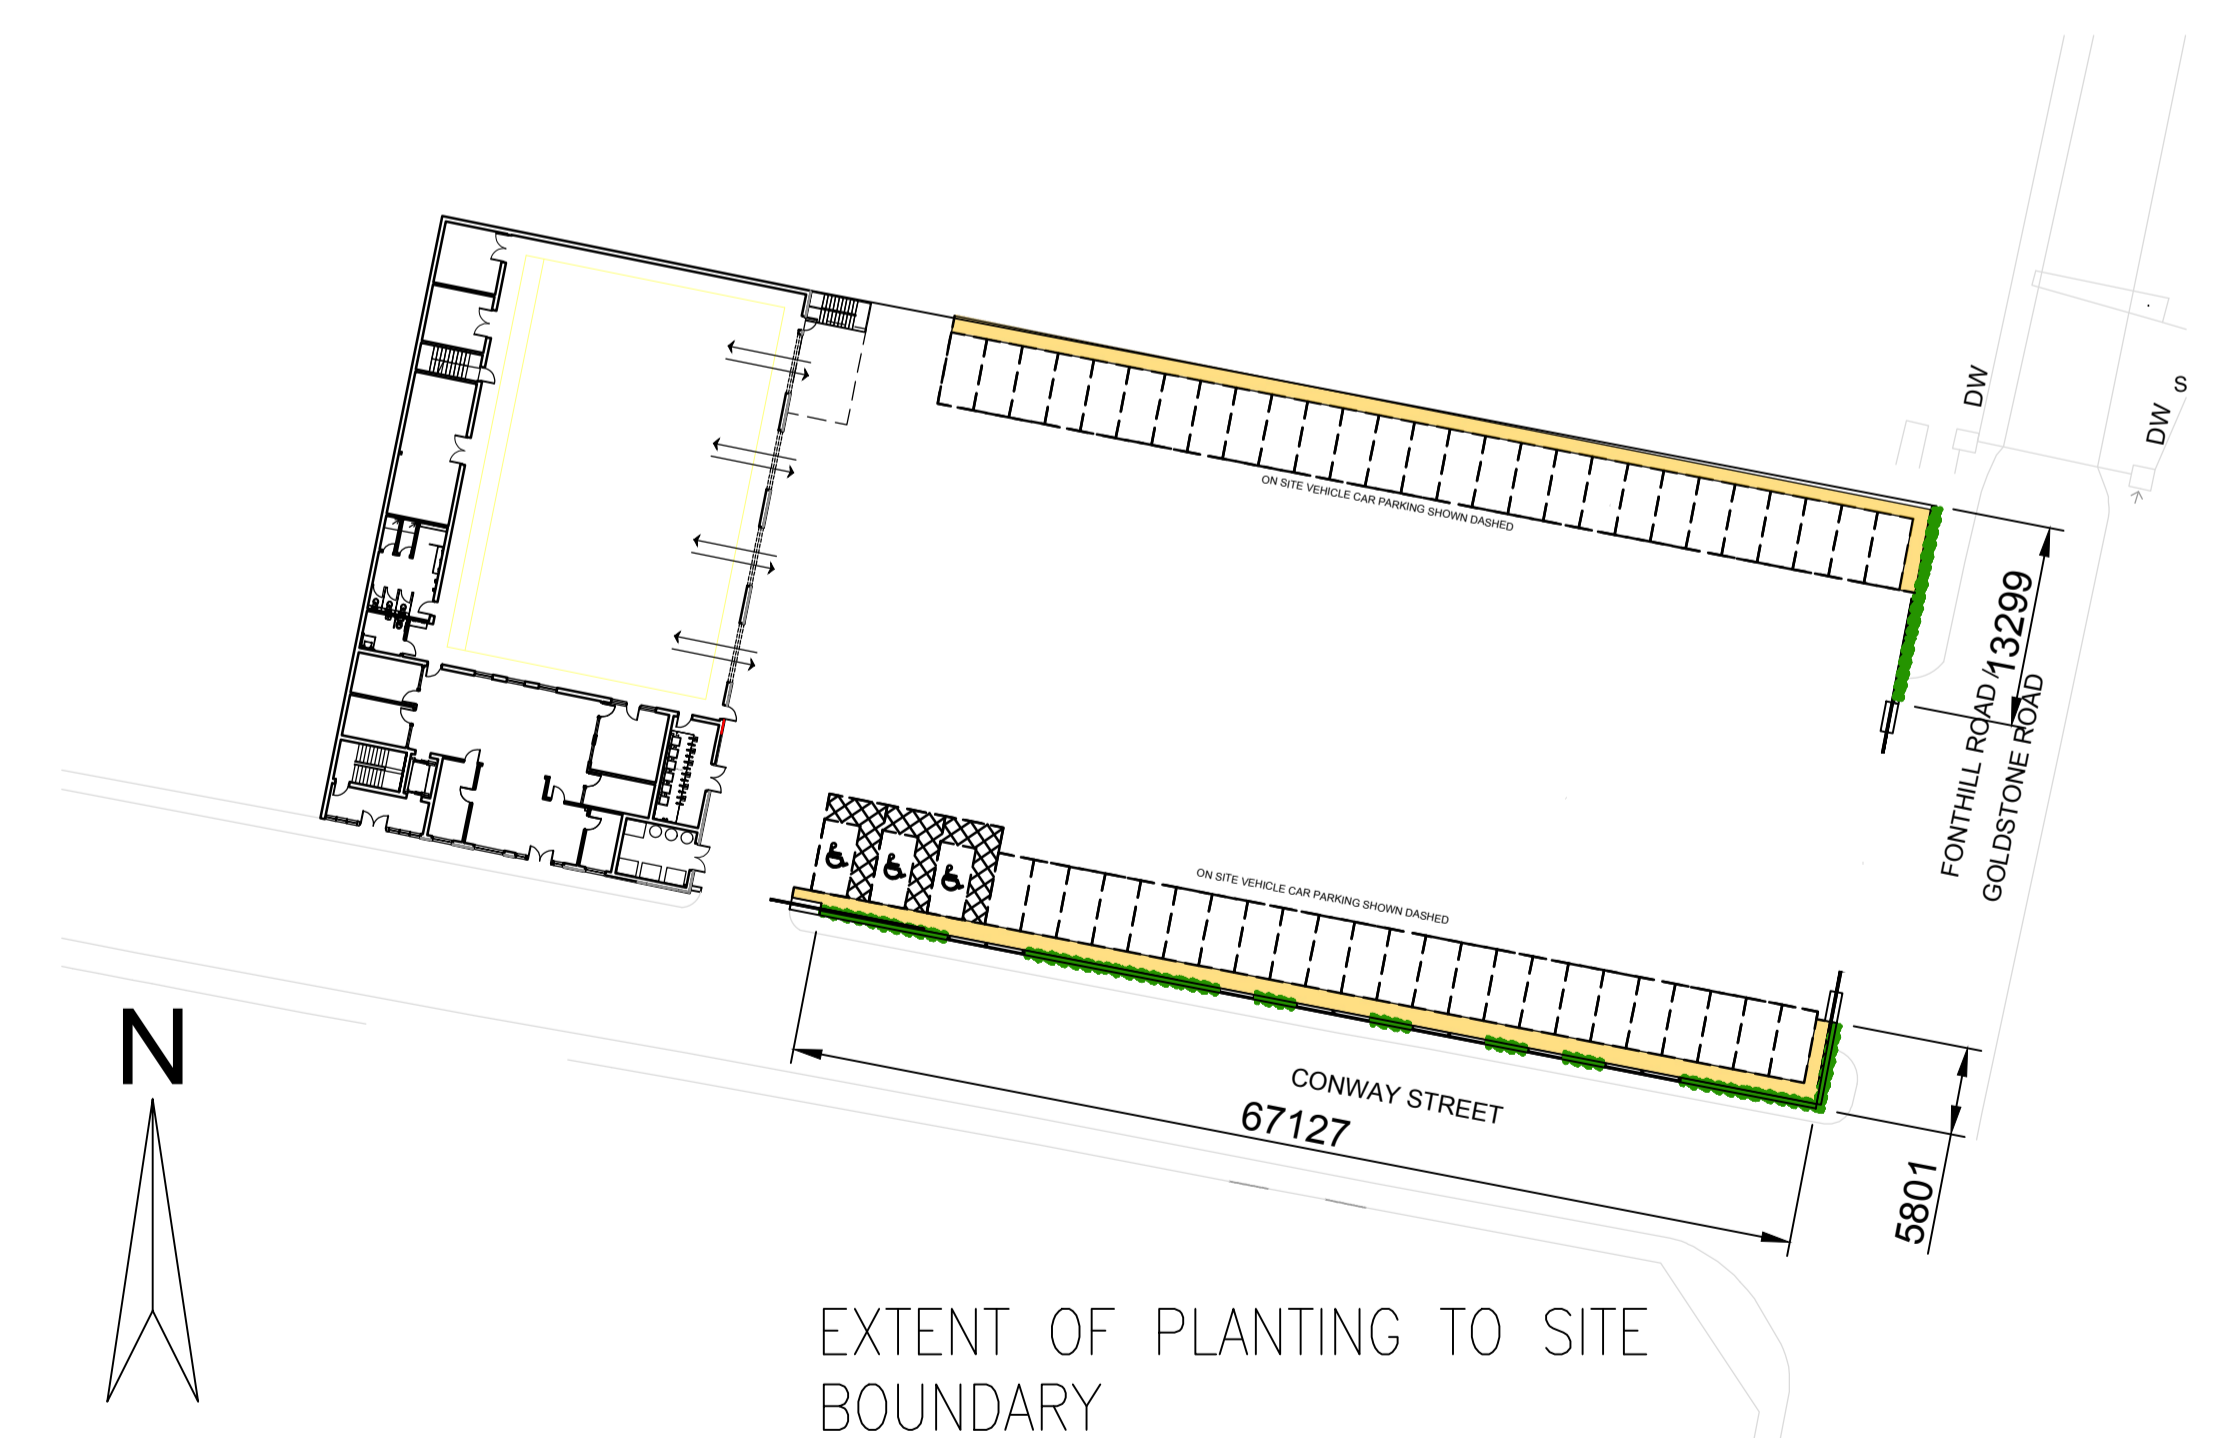 DW
S
DW
ON SITE VEHICLE CAR PARKING SHOWN DASHED
13299
FONTHILL ROAD /
GOLDSTONE ROAD
ON SITE VEHICLE CAR PARKING SHOWN DASHED
N
CONWAY STREET
67127
5801
EXTENT OF PLANTING TO SITE
BOUNDARY